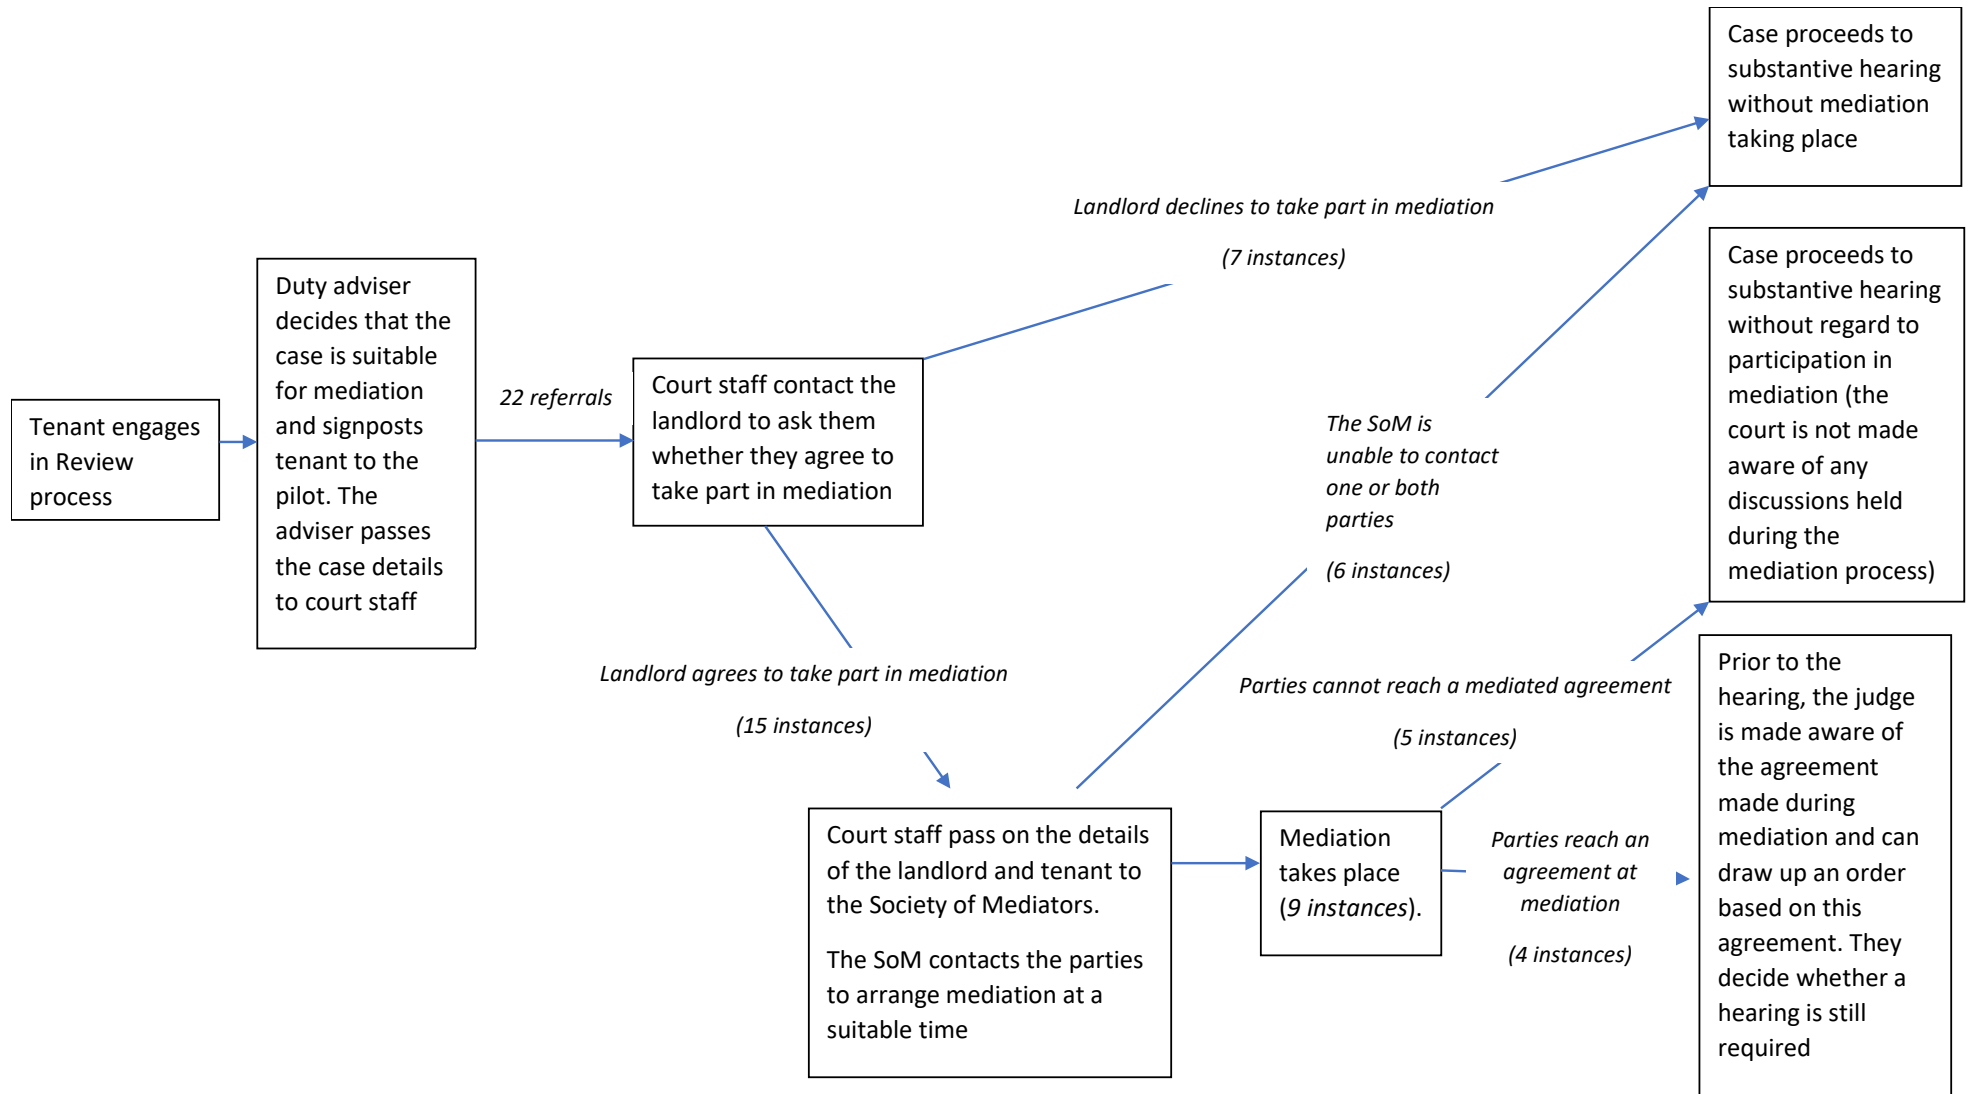 Tenant engages
in Review
process
Duty adviser
decides that the
case is suitable
for mediation
and signposts
tenant to the
pilot. The
adviser passes
the case details
to court staff
22 referrals
Court staff contact the
landlord to ask them
whether they agree to
take part in mediation
Landlord declines to take part in mediation
(7 instances)
Case proceeds to
substantive hearing
without mediation
taking place
Landlord agrees to take part in mediation
(15 instances)
Court staff pass on the details
of the landlord and tenant to
the Society of Mediators.
The SoM contacts the parties
to arrange mediation at a
suitable time
The SoM is
unable to contact
one or both
parties
(6 instances)
Mediation
takes place
(9 instances).
Parties cannot reach a mediated agreement
(5 instances)
Case proceeds to
substantive hearing
without regard to
participation in
mediation (the
court is not made
aware of any
discussions held
during the
mediation process)
Parties reach an
agreement at
mediation
(4 instances)
Prior to the
hearing, the judge
is made aware of
the agreement
made during
mediation and can
draw up an order
based on this
agreement. They
decide whether a
hearing is still
required